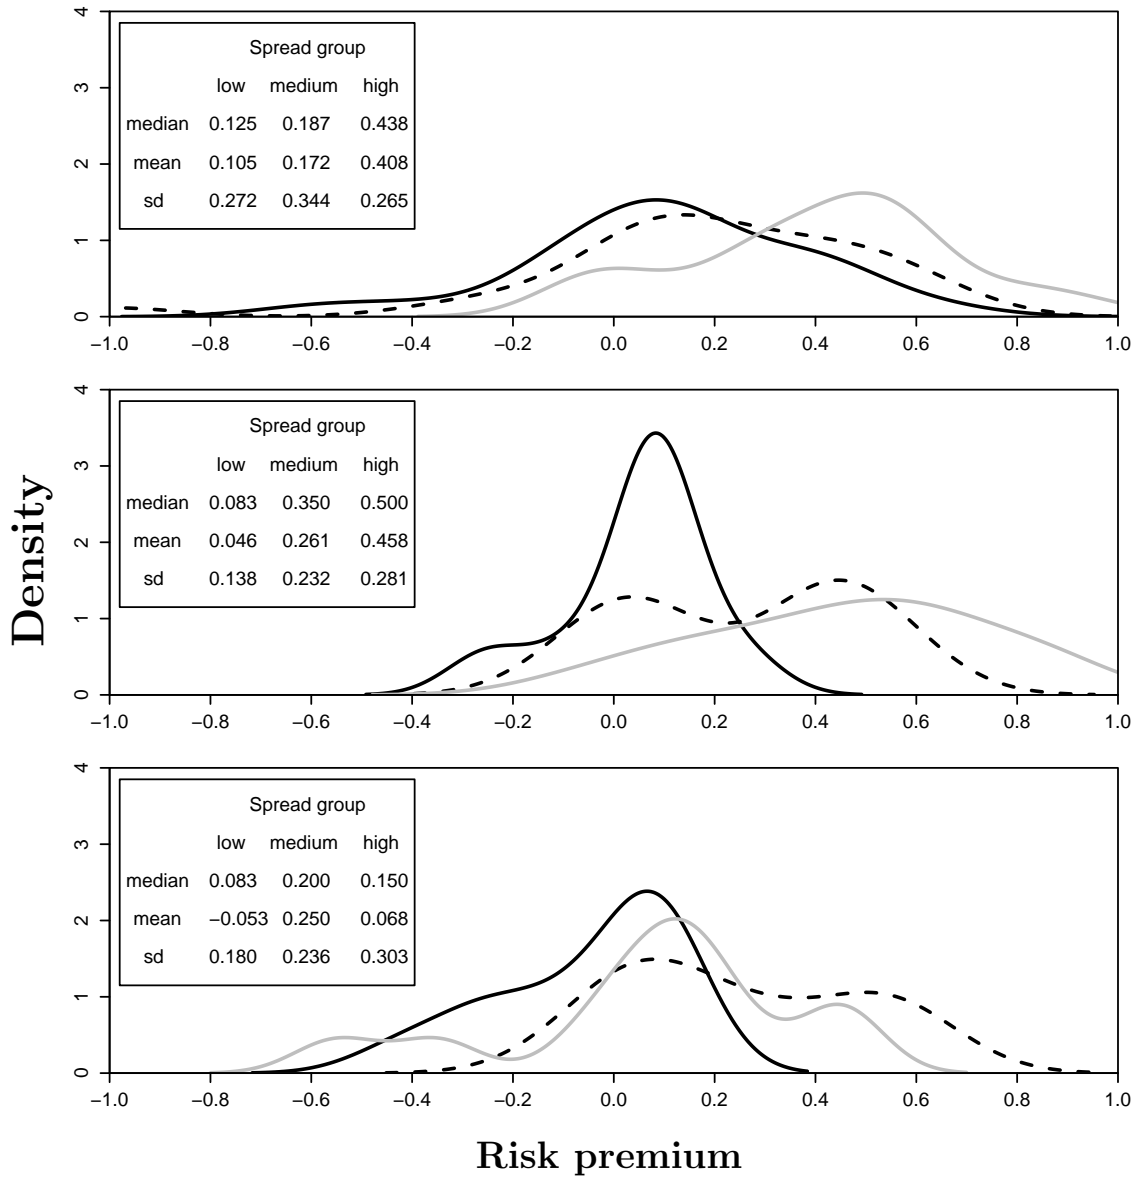 4
3
2
1
0
Spread group
low medium high
median 0.125 0.187 0.438
mean 0.105 0.172 0.408
sd 0.272 0.344 0.265
−1.0 −0.8 −0.6 −0.4 −0.2 0.0 0.2 0.4 0.6 0.8 1.0
Density
4
3
2
1
0
Spread group
low medium high
median 0.083 0.350 0.500
mean 0.046 0.261 0.458
sd 0.138 0.232 0.281
−1.0 −0.8 −0.6 −0.4 −0.2 0.0 0.2 0.4 0.6 0.8 1.0
4
3
2
1
0
Spread group
low medium high
median 0.083 0.200 0.150
mean −0.053 0.250 0.068
sd 0.180 0.236 0.303
−1.0 −0.8 −0.6 −0.4 −0.2 0.0 0.2 0.4 0.6 0.8 1.0
Risk premium